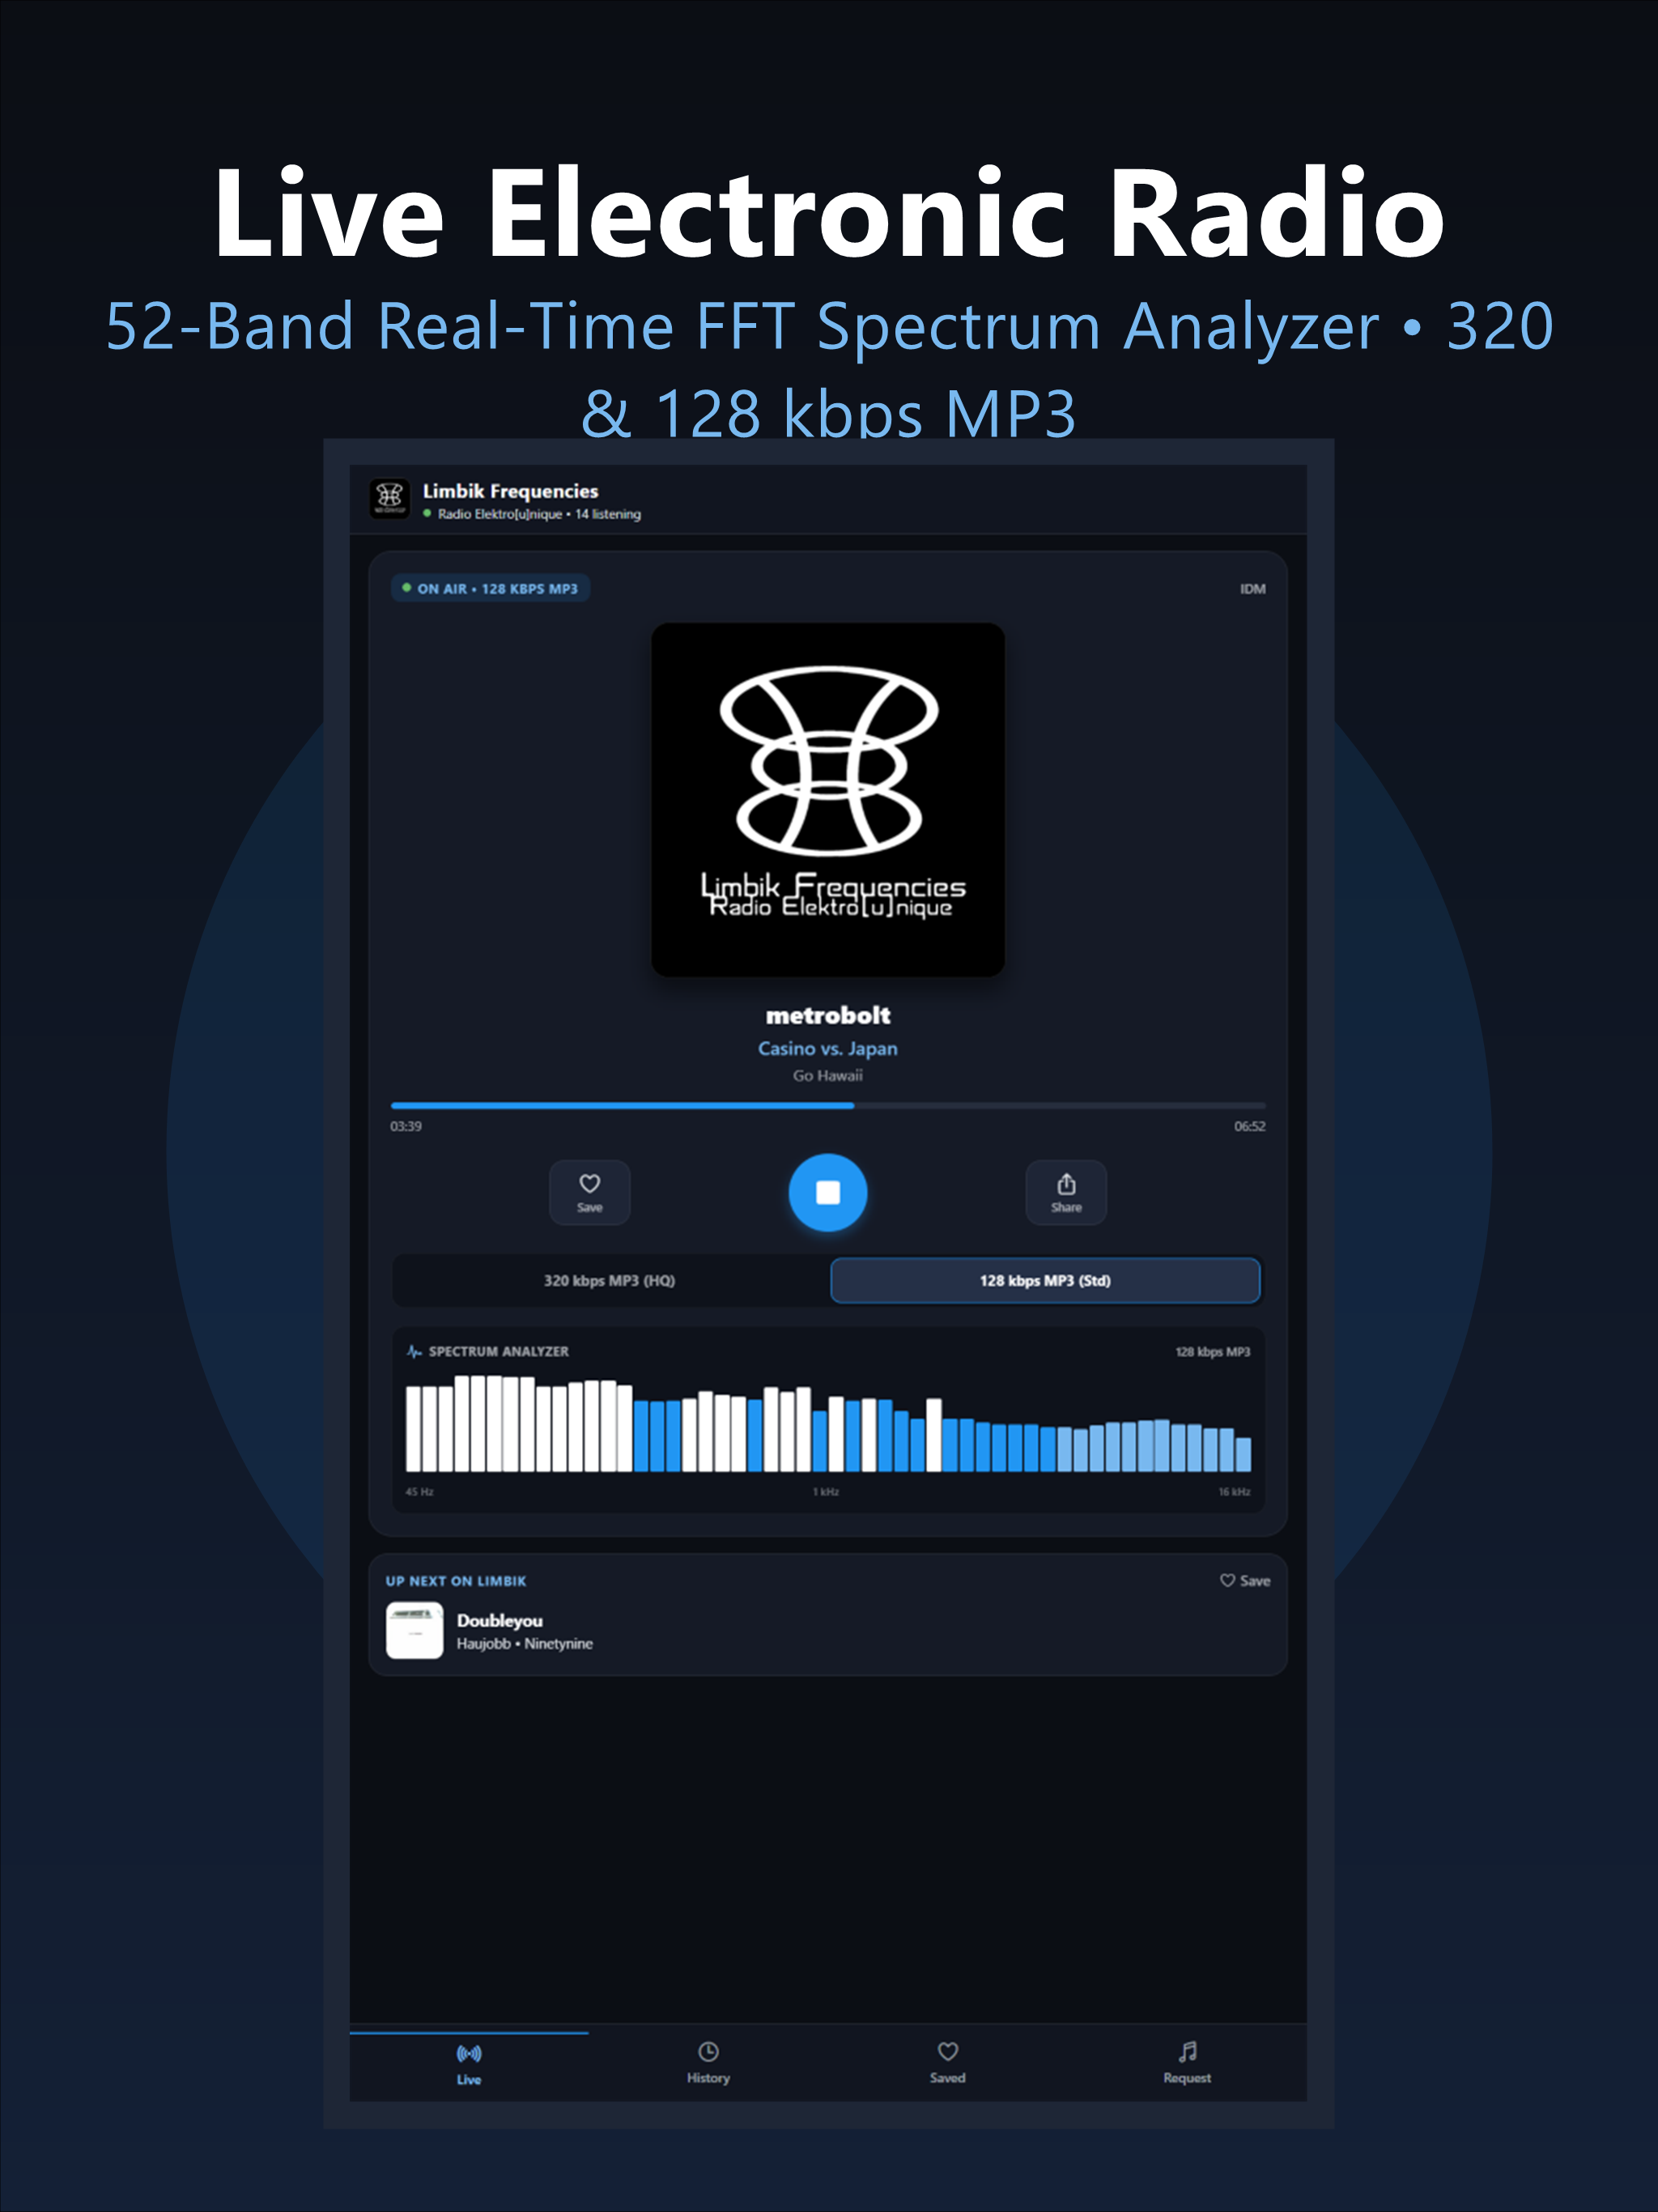 Live Electronic Radio
52-Band Real-Time FFT Spectrum Analyzer • 320
& 128 kbps MP3
Limbik Frequencies
Radio Elektro[u]nique • 14 listening
ON AIR • 128 KBPS MP3
IDM
Limbik Frequencies
Radio Elektro[u]nique
metrobolt
Casino vs. Japan
Go Hawaii
03:39
06:52
Save
Share
320 kbps MP3 (HQ)
128 kbps MP3 (Std)
SPECTRUM ANALYZER
128 kbps MP3
45 Hz
1 kHz
16 kHz
UP NEXT ON LIMBIK
Save
Doubleyou
Haujobb • Ninetynine
Live
History
Saved
Request